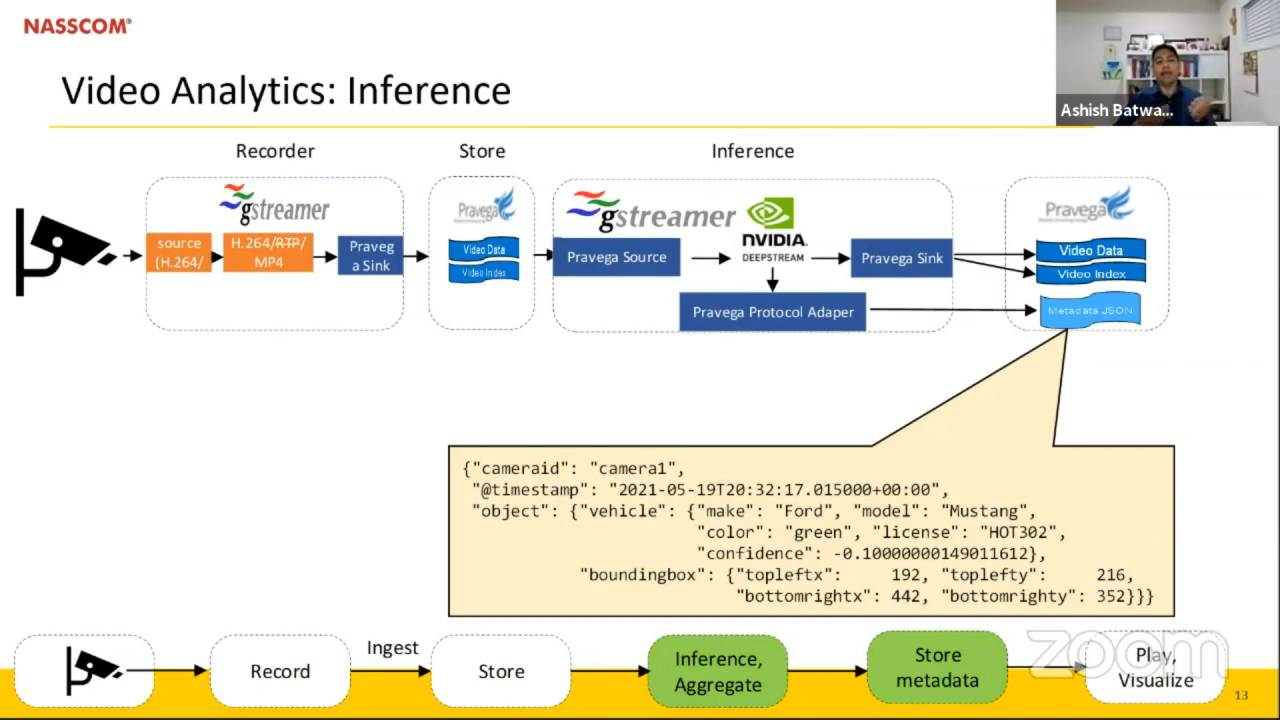 NASSCOM®
Video Analytics: Inference
Ashish Batwa...
Recorder
Store
Inference
gstreamer
source
(H.264/
H.264/RTP/
MP4
Praveg
a Sink
Pravega
Video Data
Video Index
gstreamer
NVIDIA.
DEEPSTREAM
Pravega Source
Pravega Sink
Pravega Protocol Adaper
Pravega
Video Data
Video Index
Metadata JSON
{"cameraid": "camera1",
"@timestamp": "2021-05-19T20:32:17.015000+00:00",
"object": {"vehicle": {"make": "Ford", "model": "Mustang",
"color": "green", "license": "HOT302",
"confidence": -0.10000000149011612},
"boundingbox": {"topleftx": 192, "toplefty": 216,
"bottomrightx": 442, "bottomrighty": 352}}}
Record
Ingest
Store
Inference,
Aggregate
Store
metadata
Play,
Visualize
zoom
13